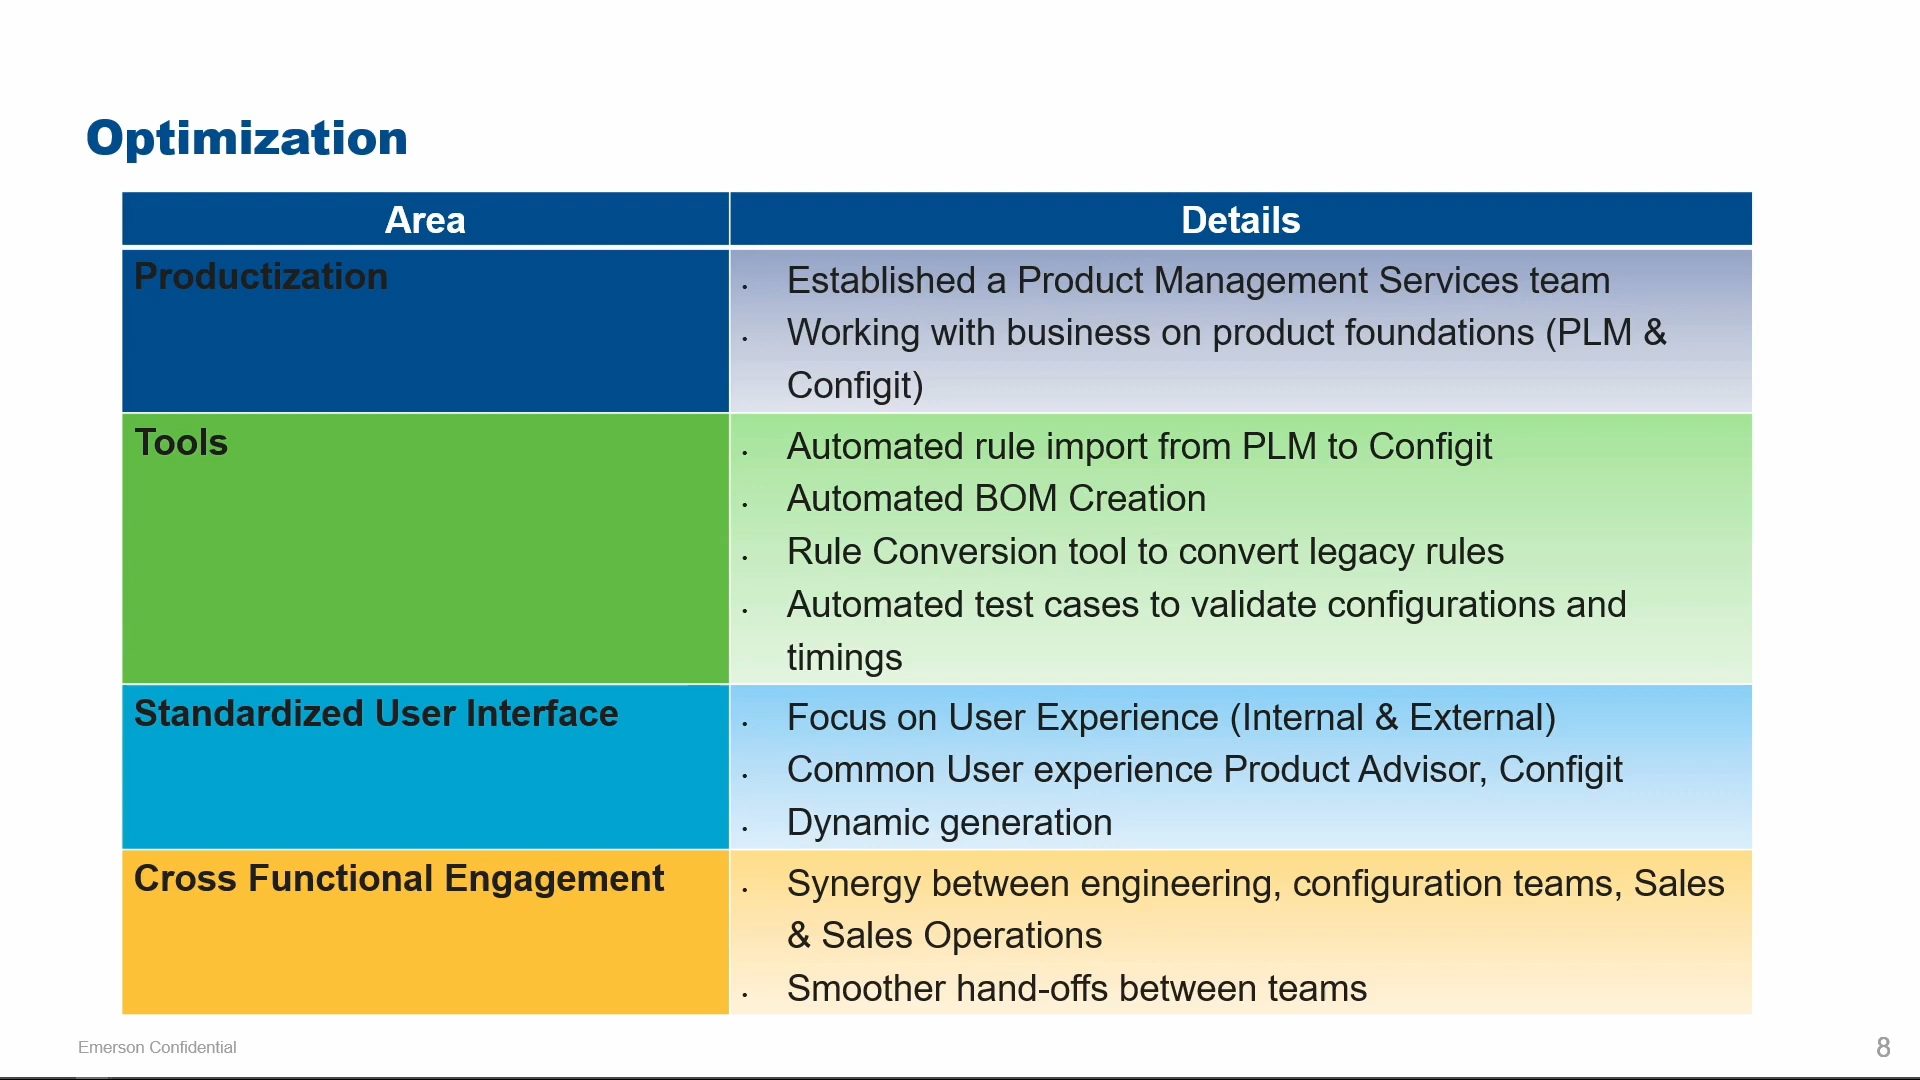 Optimization
Area
Details
Productization
· Established a Product Management Services team
· Working with business on product foundations (PLM &
Configit)
Tools
· Automated rule import from PLM to Configit
· Automated BOM Creation
· Rule Conversion tool to convert legacy rules
· Automated test cases to validate configurations and
timings
Standardized User Interface
· Focus on User Experience (Internal & External)
· Common User experience Product Advisor, Configit
· Dynamic generation
Cross Functional Engagement
· Synergy between engineering, configuration teams, Sales
& Sales Operations
· Smoother hand-offs between teams
Emerson Confidential
8